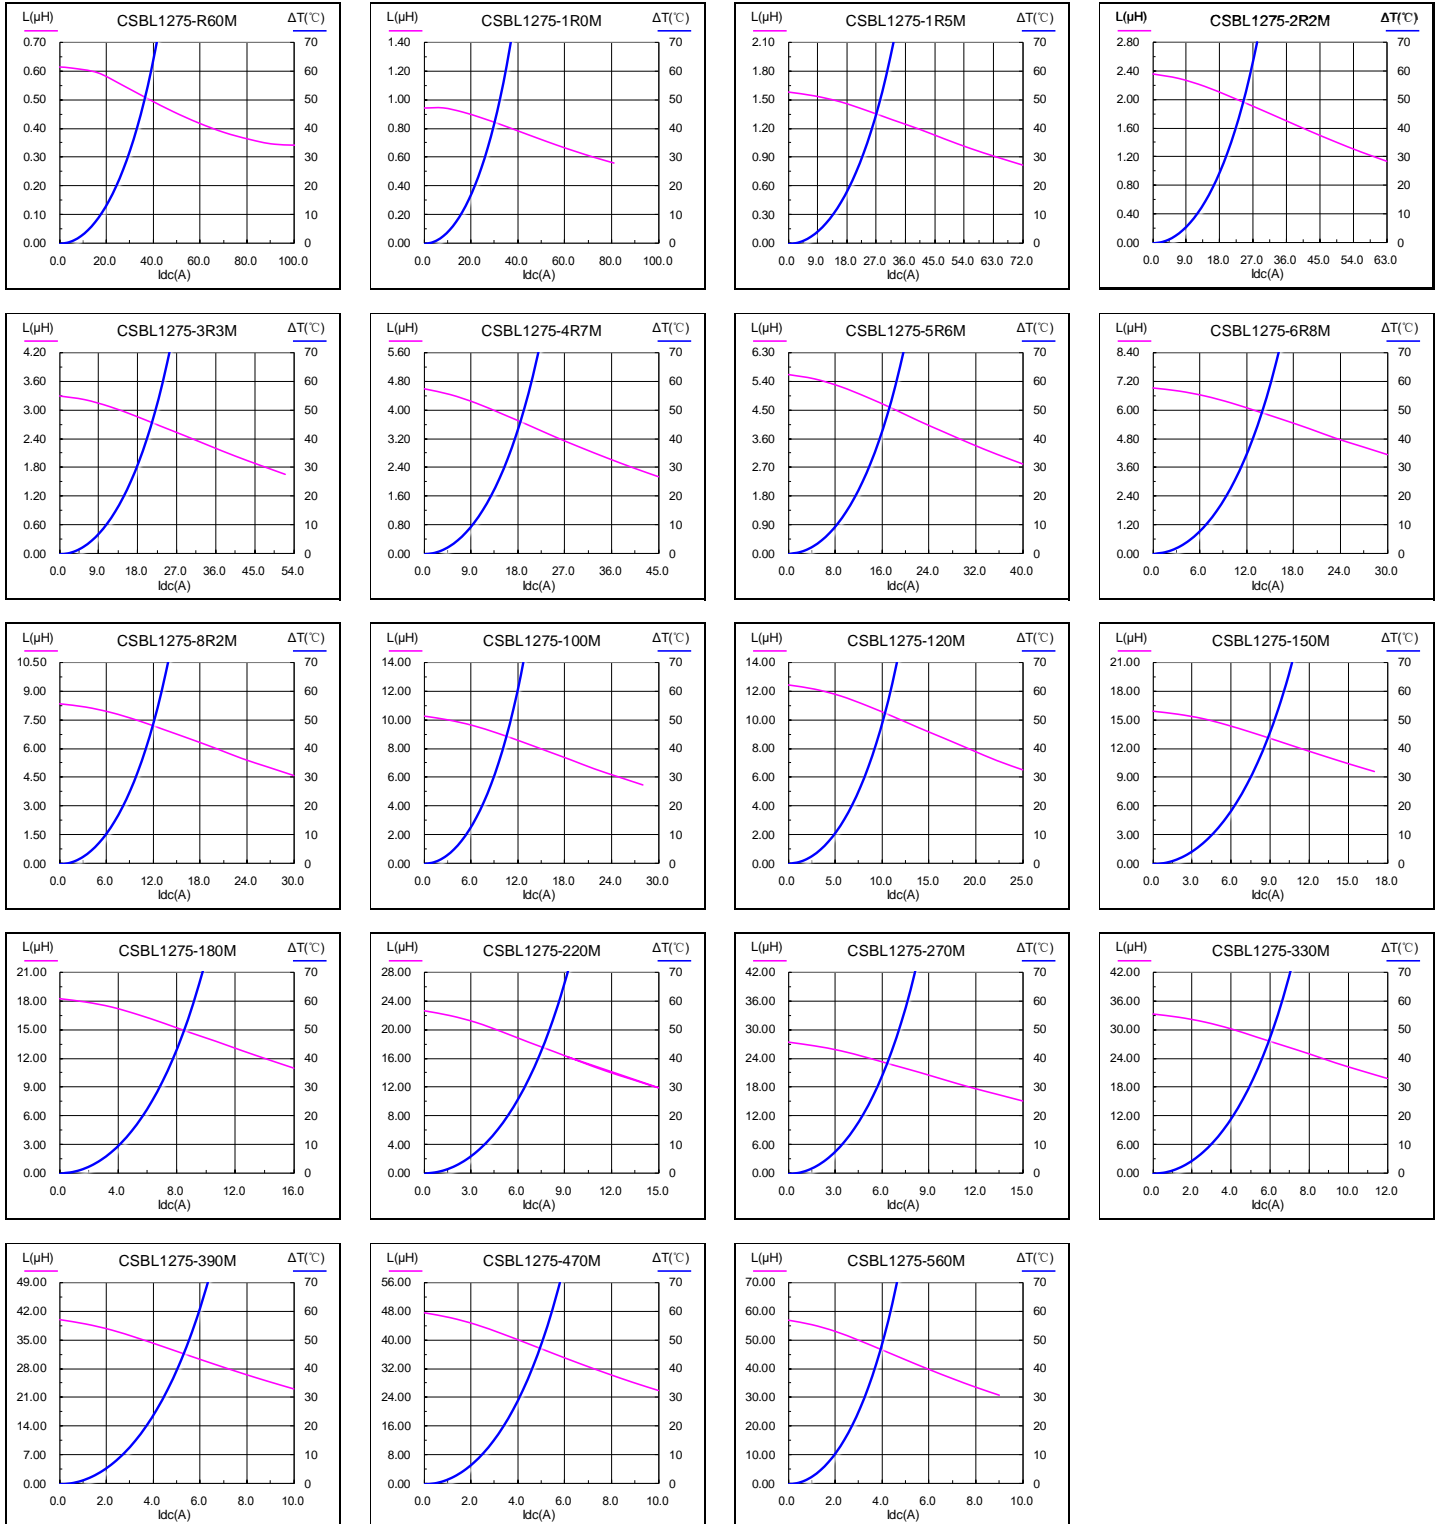 L(μH) CSBL1275-R60M ΔT(℃)
0.70 70
0.60 60
0.50 50
0.40 40
0.30 30
0.20 20
0.10 10
0.00 0
0.0 20.0 40.0 60.0 80.0 100.0
Idc(A)
L(μH) CSBL1275-1R0M ΔT(℃)
1.40 70
1.20 60
1.00 50
0.80 40
0.60 30
0.40 20
0.20 10
0.00 0
0.0 20.0 40.0 60.0 80.0 100.0
Idc(A)
L(μH) CSBL1275-1R5M ΔT(℃)
2.10 70
1.80 60
1.50 50
1.20 40
0.90 30
0.60 20
0.30 10
0.00 0
0.0 9.0 18.0 27.0 36.0 45.0 54.0 63.0 72.0
Idc(A)
L(μH) CSBL1275-2R2M ΔT(℃)
2.80 70
2.40 60
2.00 50
1.60 40
1.20 30
0.80 20
0.40 10
0.00 0
0.0 9.0 18.0 27.0 36.0 45.0 54.0 63.0
Idc(A)
L(μH) CSBL1275-3R3M ΔT(℃)
4.20 70
3.60 60
3.00 50
2.40 40
1.80 30
1.20 20
0.60 10
0.00 0
0.0 9.0 18.0 27.0 36.0 45.0 54.0
Idc(A)
L(μH) CSBL1275-4R7M ΔT(℃)
5.60 70
4.80 60
4.00 50
3.20 40
2.40 30
1.60 20
0.80 10
0.00 0
0.0 9.0 18.0 27.0 36.0 45.0
Idc(A)
L(μH) CSBL1275-5R6M ΔT(℃)
6.30 70
5.40 60
4.50 50
3.60 40
2.70 30
1.80 20
0.90 10
0.00 0
0.0 8.0 16.0 24.0 32.0 40.0
Idc(A)
L(μH) CSBL1275-6R8M ΔT(℃)
8.40 70
7.20 60
6.00 50
4.80 40
3.60 30
2.40 20
1.20 10
0.00 0
0.0 6.0 12.0 18.0 24.0 30.0
Idc(A)
L(μH) CSBL1275-8R2M ΔT(℃)
10.50 70
9.00 60
7.50 50
6.00 40
4.50 30
3.00 20
1.50 10
0.00 0
0.0 6.0 12.0 18.0 24.0 30.0
Idc(A)
L(μH) CSBL1275-100M ΔT(℃)
14.00 70
12.00 60
10.00 50
8.00 40
6.00 30
4.00 20
2.00 10
0.00 0
0.0 6.0 12.0 18.0 24.0 30.0
Idc(A)
L(μH) CSBL1275-120M ΔT(℃)
14.00 70
12.00 60
10.00 50
8.00 40
6.00 30
4.00 20
2.00 10
0.00 0
0.0 5.0 10.0 15.0 20.0 25.0
Idc(A)
L(μH) CSBL1275-150M ΔT(℃)
21.00 70
18.00 60
15.00 50
12.00 40
9.00 30
6.00 20
3.00 10
0.00 0
0.0 3.0 6.0 9.0 12.0 15.0 18.0
Idc(A)
L(μH) CSBL1275-180M ΔT(℃)
21.00 70
18.00 60
15.00 50
12.00 40
9.00 30
6.00 20
3.00 10
0.00 0
0.0 4.0 8.0 12.0 16.0
Idc(A)
L(μH) CSBL1275-220M ΔT(℃)
28.00 70
24.00 60
20.00 50
16.00 40
12.00 30
8.00 20
4.00 10
0.00 0
0.0 3.0 6.0 9.0 12.0 15.0
Idc(A)
L(μH) CSBL1275-270M ΔT(℃)
42.00 70
36.00 60
30.00 50
24.00 40
18.00 30
12.00 20
6.00 10
0.00 0
0.0 3.0 6.0 9.0 12.0 15.0
Idc(A)
L(μH) CSBL1275-330M ΔT(℃)
42.00 70
36.00 60
30.00 50
24.00 40
18.00 30
12.00 20
6.00 10
0.00 0
0.0 2.0 4.0 6.0 8.0 10.0 12.0
Idc(A)
L(μH) CSBL1275-390M ΔT(℃)
49.00 70
42.00 60
35.00 50
28.00 40
21.00 30
14.00 20
7.00 10
0.00 0
0.0 2.0 4.0 6.0 8.0 10.0
Idc(A)
L(μH) CSBL1275-470M ΔT(℃)
56.00 70
48.00 60
40.00 50
32.00 40
24.00 30
16.00 20
8.00 10
0.00 0
0.0 2.0 4.0 6.0 8.0 10.0
Idc(A)
L(μH) CSBL1275-560M ΔT(℃)
70.00 70
60.00 60
50.00 50
40.00 40
30.00 30
20.00 20
10.00 10
0.00 0
0.0 2.0 4.0 6.0 8.0 10.0
Idc(A)